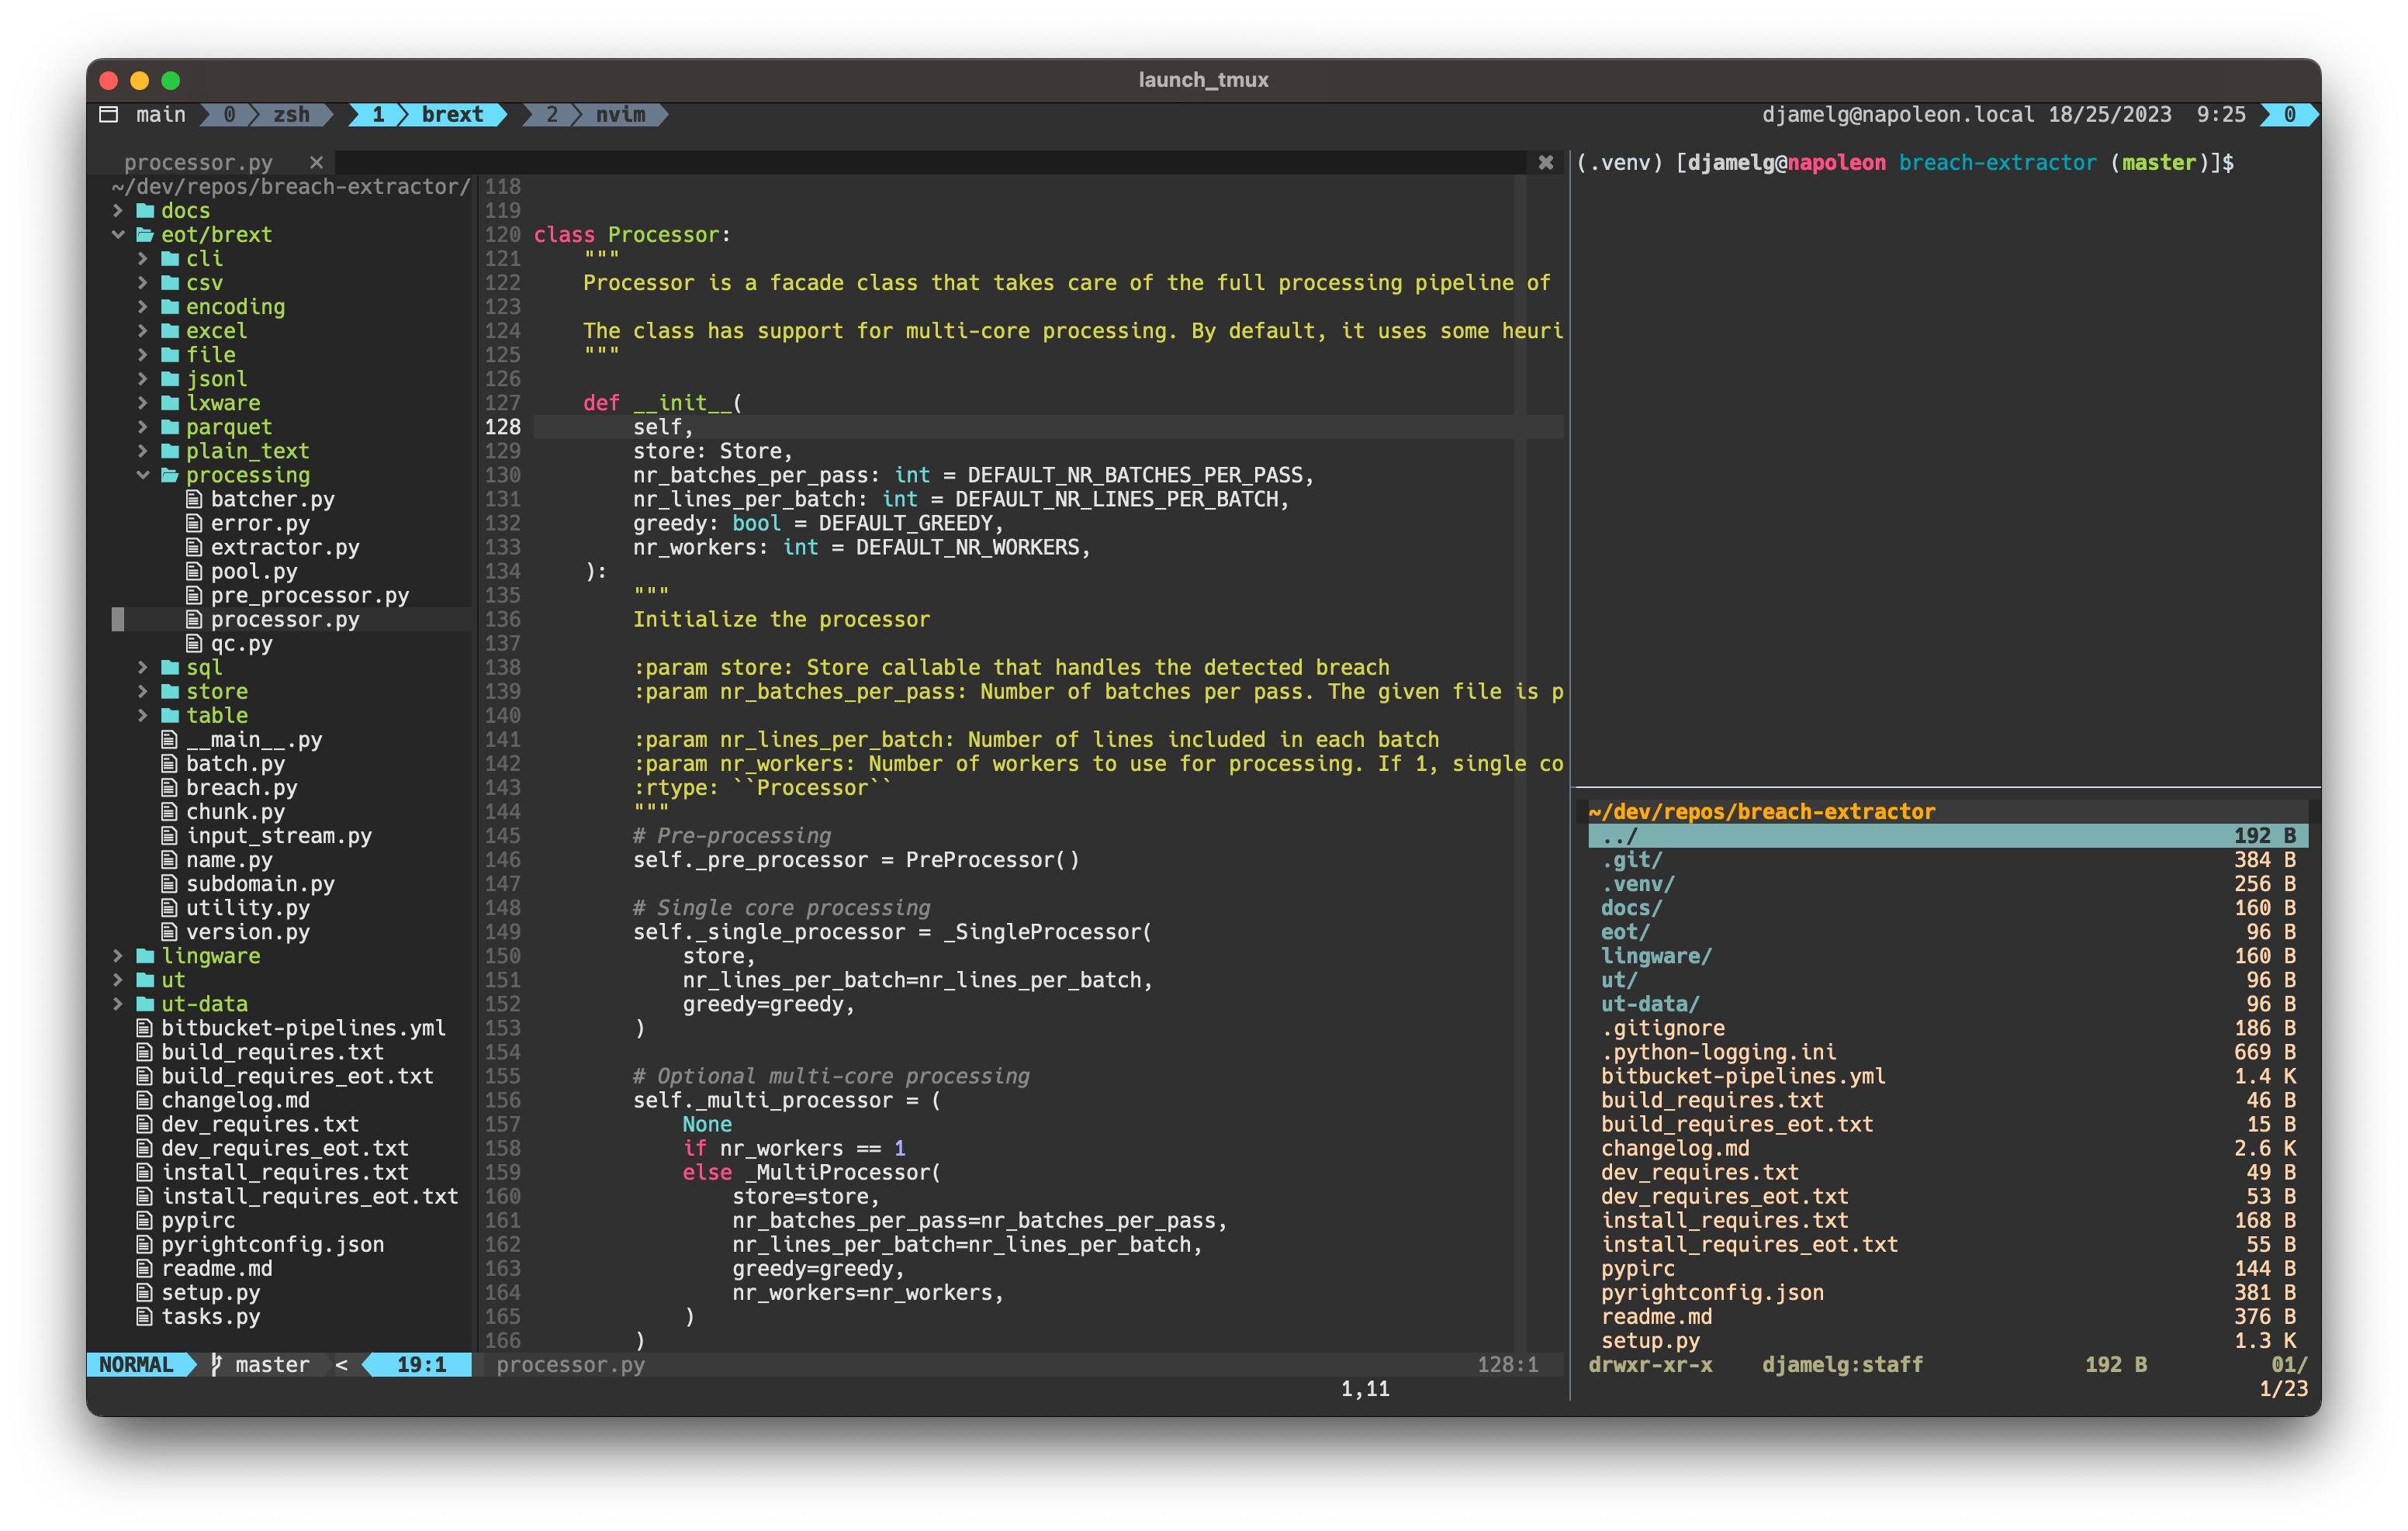 launch_tmux
main 0 zsh 1 brext 2 nvim djamelg@napoleon.local 18/25/2023 9:25 0
processor.py ×
~/dev/repos/breach-extractor/
docs
eot/brext
cli
csv
encoding
excel
file
jsonl
lxware
parquet
plain_text
processing
batcher.py
error.py
extractor.py
pool.py
pre_processor.py
processor.py
qc.py
sql
store
table
__main__.py
batch.py
breach.py
chunk.py
input_stream.py
name.py
subdomain.py
utility.py
version.py
lingware
ut
ut-data
bitbucket-pipelines.yml
build_requires.txt
build_requires_eot.txt
changelog.md
dev_requires.txt
dev_requires_eot.txt
install_requires.txt
install_requires_eot.txt
pypirc
pyrightconfig.json
readme.md
setup.py
tasks.py
NORMAL master < 19:1
118
119
120 class Processor:
121     """
122     Processor is a facade class that takes care of the full processing pipeline of
123
124     The class has support for multi-core processing. By default, it uses some heuri
125     """
126
127     def __init__(
128         self,
129         store: Store,
130         nr_batches_per_pass: int = DEFAULT_NR_BATCHES_PER_PASS,
131         nr_lines_per_batch: int = DEFAULT_NR_LINES_PER_BATCH,
132         greedy: bool = DEFAULT_GREEDY,
133         nr_workers: int = DEFAULT_NR_WORKERS,
134     ):
135         """
136         Initialize the processor
137
138         :param store: Store callable that handles the detected breach
139         :param nr_batches_per_pass: Number of batches per pass. The given file is p
140
141         :param nr_lines_per_batch: Number of lines included in each batch
142         :param nr_workers: Number of workers to use for processing. If 1, single co
143         :rtype: ``Processor``
144         """
145         # Pre-processing
146         self._pre_processor = PreProcessor()
147
148         # Single core processing
149         self._single_processor = _SingleProcessor(
150             store,
151             nr_lines_per_batch=nr_lines_per_batch,
152             greedy=greedy,
153         )
154
155         # Optional multi-core processing
156         self._multi_processor = (
157             None
158             if nr_workers == 1
159             else _MultiProcessor(
160                 store=store,
161                 nr_batches_per_pass=nr_batches_per_pass,
162                 nr_lines_per_batch=nr_lines_per_batch,
163                 greedy=greedy,
164                 nr_workers=nr_workers,
165             )
166         )
processor.py 128:1
1,11
(.venv) [djamelg@napoleon breach-extractor (master)]$
~/dev/repos/breach-extractor
../ 192 B
.git/ 384 B
.venv/ 256 B
docs/ 160 B
eot/ 96 B
lingware/ 160 B
ut/ 96 B
ut-data/ 96 B
.gitignore 186 B
.python-logging.ini 669 B
bitbucket-pipelines.yml 1.4 K
build_requires.txt 46 B
build_requires_eot.txt 15 B
changelog.md 2.6 K
dev_requires.txt 49 B
dev_requires_eot.txt 53 B
install_requires.txt 168 B
install_requires_eot.txt 55 B
pypirc 144 B
pyrightconfig.json 381 B
readme.md 376 B
setup.py 1.3 K
drwxr-xr-x djamelg:staff 192 B 01/
1/23